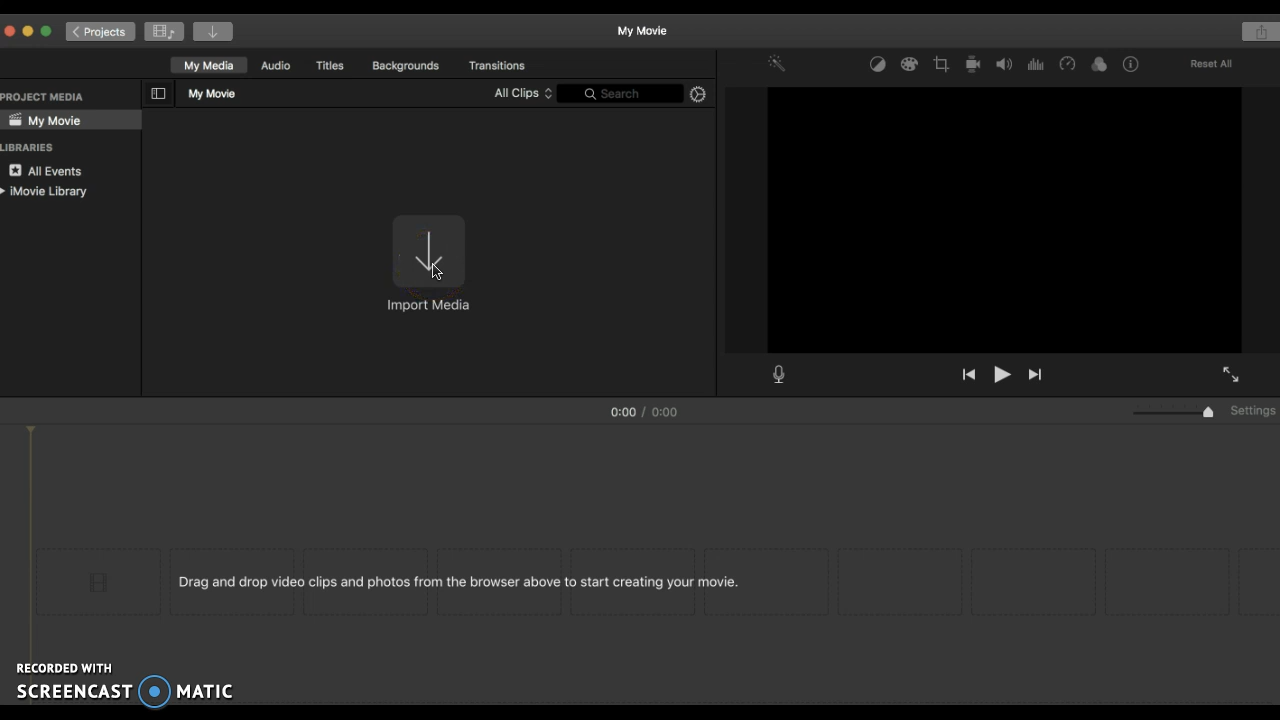 My Movie
Projects
My Media Audio Titles Backgrounds Transitions
Reset All
PROJECT MEDIA
My Movie
All Clips
Search
My Movie
LIBRARIES
All Events
iMovie Library
Import Media
0:00 / 0:00
Settings
Drag and drop video clips and photos from the browser above to start creating your movie.
RECORDED WITH
SCREENCAST MATIC